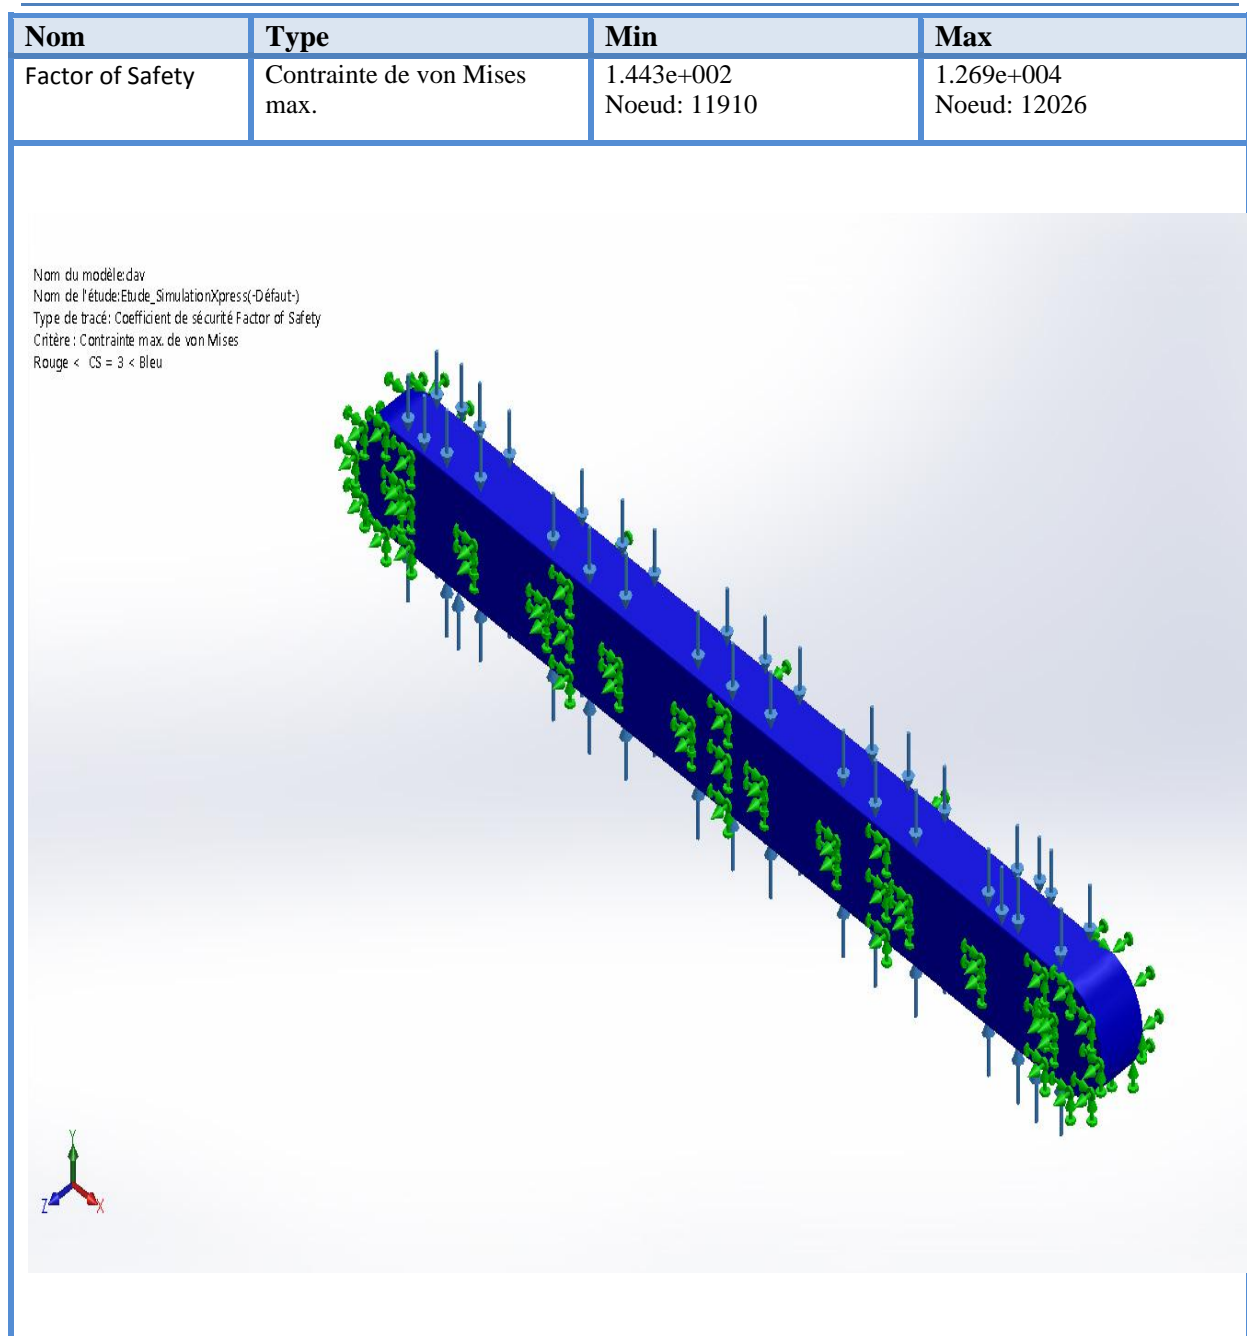 Nom Type Min Max
Factor of Safety Contrainte de von Mises 1.443e+002 1.269e+004
max. Noeud: 11910 Noeud: 12026
Nom du modèle:dav
Nom de l'étude:Etude_SimulationXpress(-Défaut-)
Type de tracé: Coefficient de sécurité Factor of Safety
Critère : Contrainte max. de von Mises
Rouge < CS = 3 < Bleu
Y
Z X